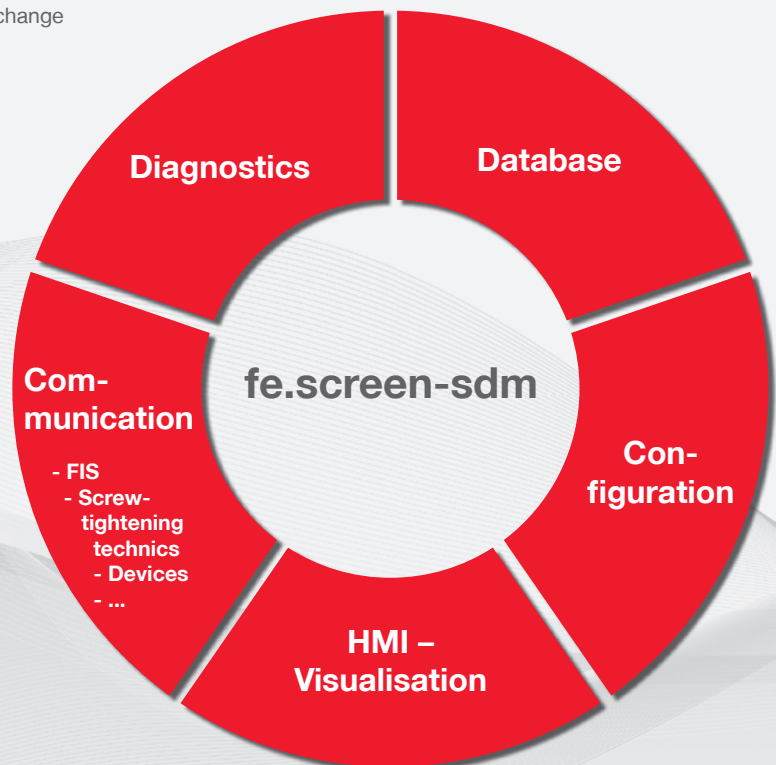 change
Diagnostics
Database
fe.screen-sdm
Com-
munication
- FIS
- Screw-
tightening
technics
- Devices
- ...
Con-
figuration
HMI –
Visualisation